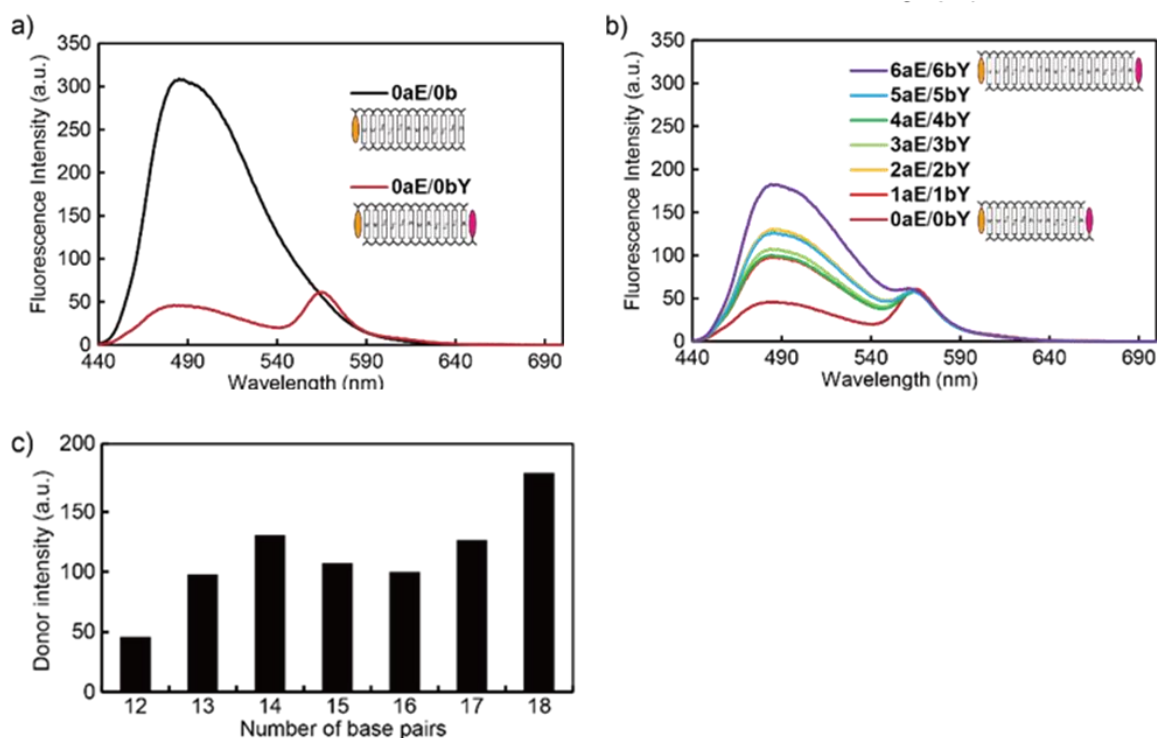 a)
350
300
250
200
150
100
50
0
Fluorescence Intensity (a.u.)
0aE/0b
0aE/0bY
440 490 540 590 640 690
Wavelength (nm)
b)
350
300
250
200
150
100
50
0
Fluorescence Intensity (a.u.)
6aE/6bY
5aE/5bY
4aE/4bY
3aE/3bY
2aE/2bY
1aE/1bY
0aE/0bY
440 490 540 590 640 690
Wavelength (nm)
c)
200
150
100
50
0
Donor intensity (a.u.)
12 13 14 15 16 17 18
Number of base pairs